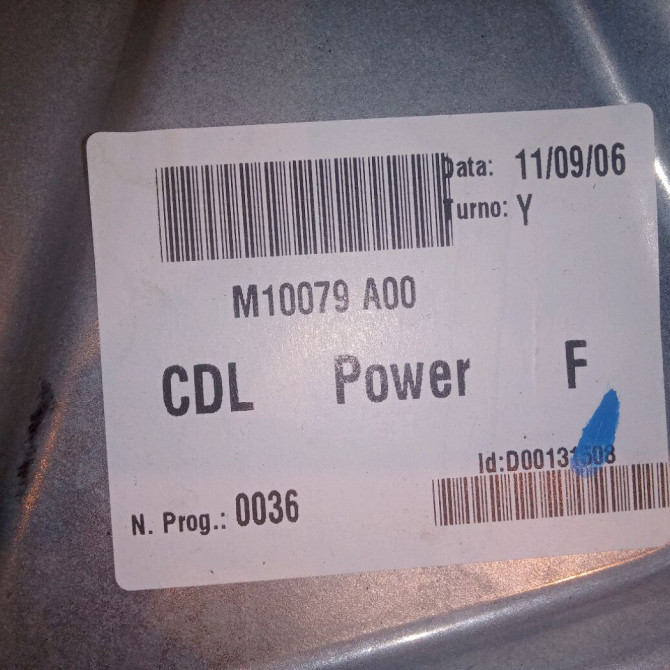 Data: 11/09/06
Turno: Y
M10079 A00
CDL Power F
Id:D00131508
N. Prog.: 0036